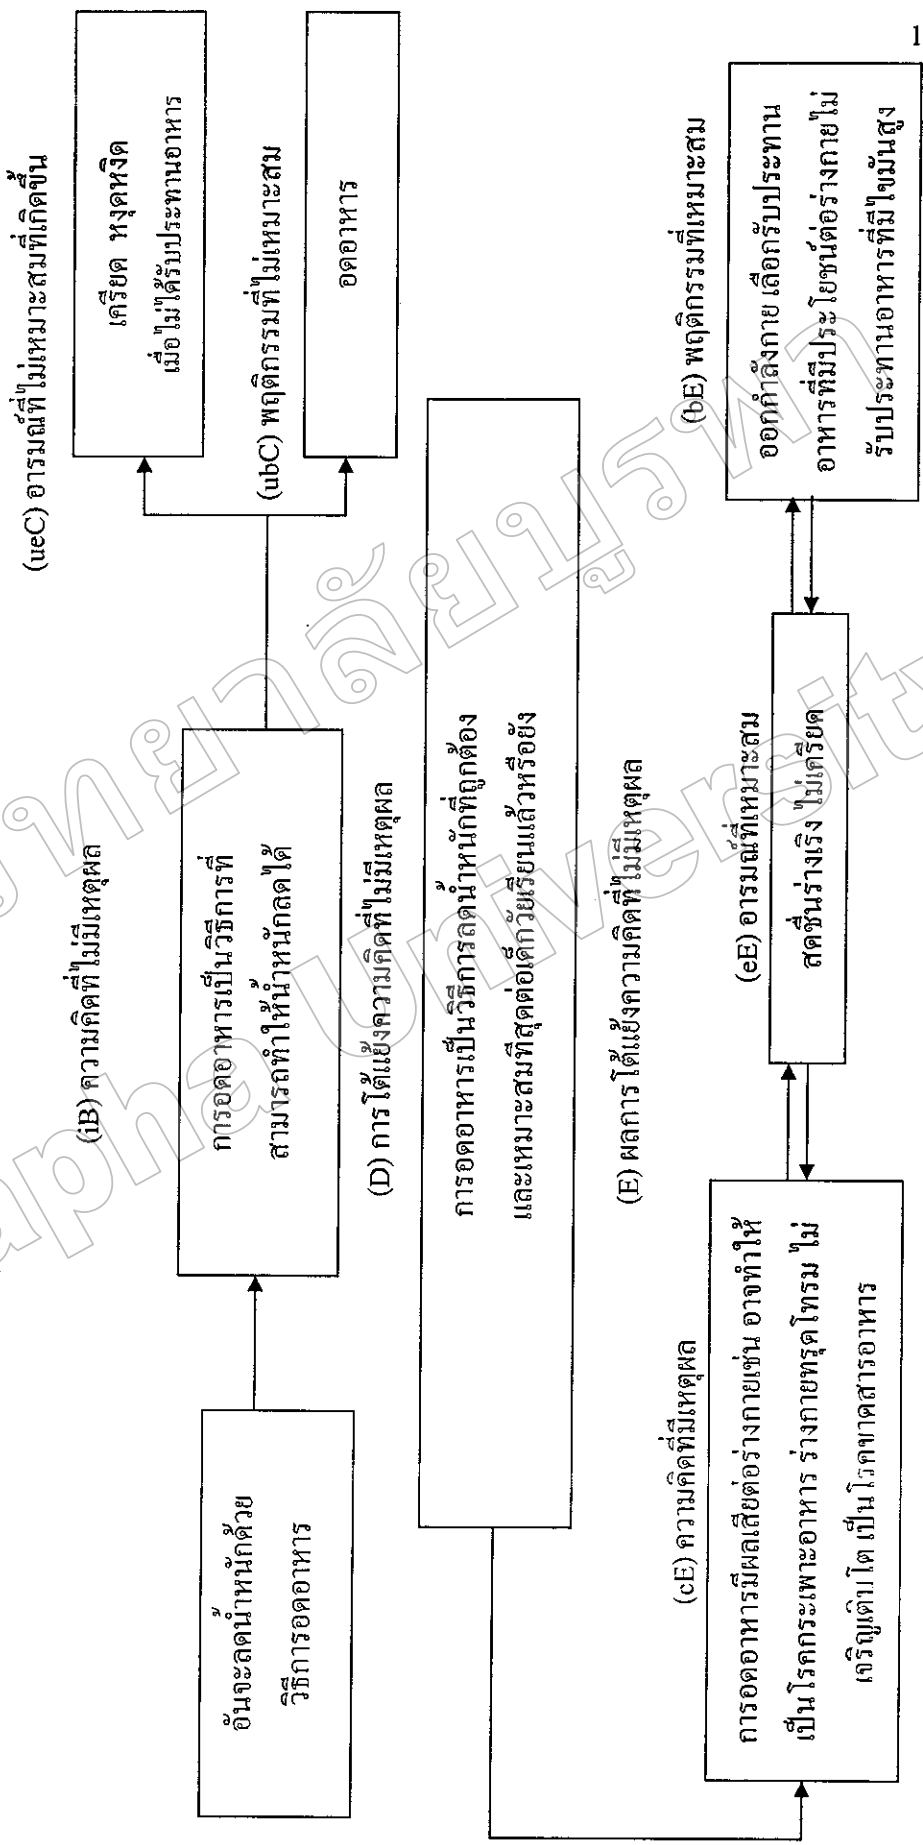 (ueC) อารมณ์ที่ไม่เหมาะสมที่เกิดขึ้น
เครียด หงุดหงิด
เมื่อไม่ได้รับประทานอาหาร
(iB) ความคิดที่ไม่มีเหตุผล
อันจะลดน้ำหนักด้วย
วิธีการอดอาหาร
การอดอาหารเป็นวิธีการที่
สามารถทำให้น้ำหนักลดได้
(ubC) พฤติกรรมที่ไม่เหมาะสม
อดอาหาร
(D) การโต้แย้งความคิดที่ไม่มีเหตุผล
การอดอาหารเป็นวิธีการลดน้ำหนักที่ถูกต้อง
และเหมาะสมที่สุดต่อเด็กวัยเรียนแล้วหรือยัง
(E) ผลการโต้แย้งความคิดที่ไม่มีเหตุผล
(cE) ความคิดที่มีเหตุผล
การอดอาหารมีผลเสียต่อร่างกายเช่น อาจทำให้
เป็นโรคกระเพาะอาหาร ร่างกายทรุดโทรม ไม่
เจริญเติบโต เป็นโรคขาดสารอาหาร
(eE) อารมณ์ที่เหมาะสม
สดชื่นร่างเริง ไม่เครียด
(bE) พฤติกรรมที่เหมาะสม
ออกกำลังกาย เลือกรับประทาน
อาหารที่มีประโยชน์ต่อร่างกายไม่
รับประทานอาหารที่มีไขมันสูง
1